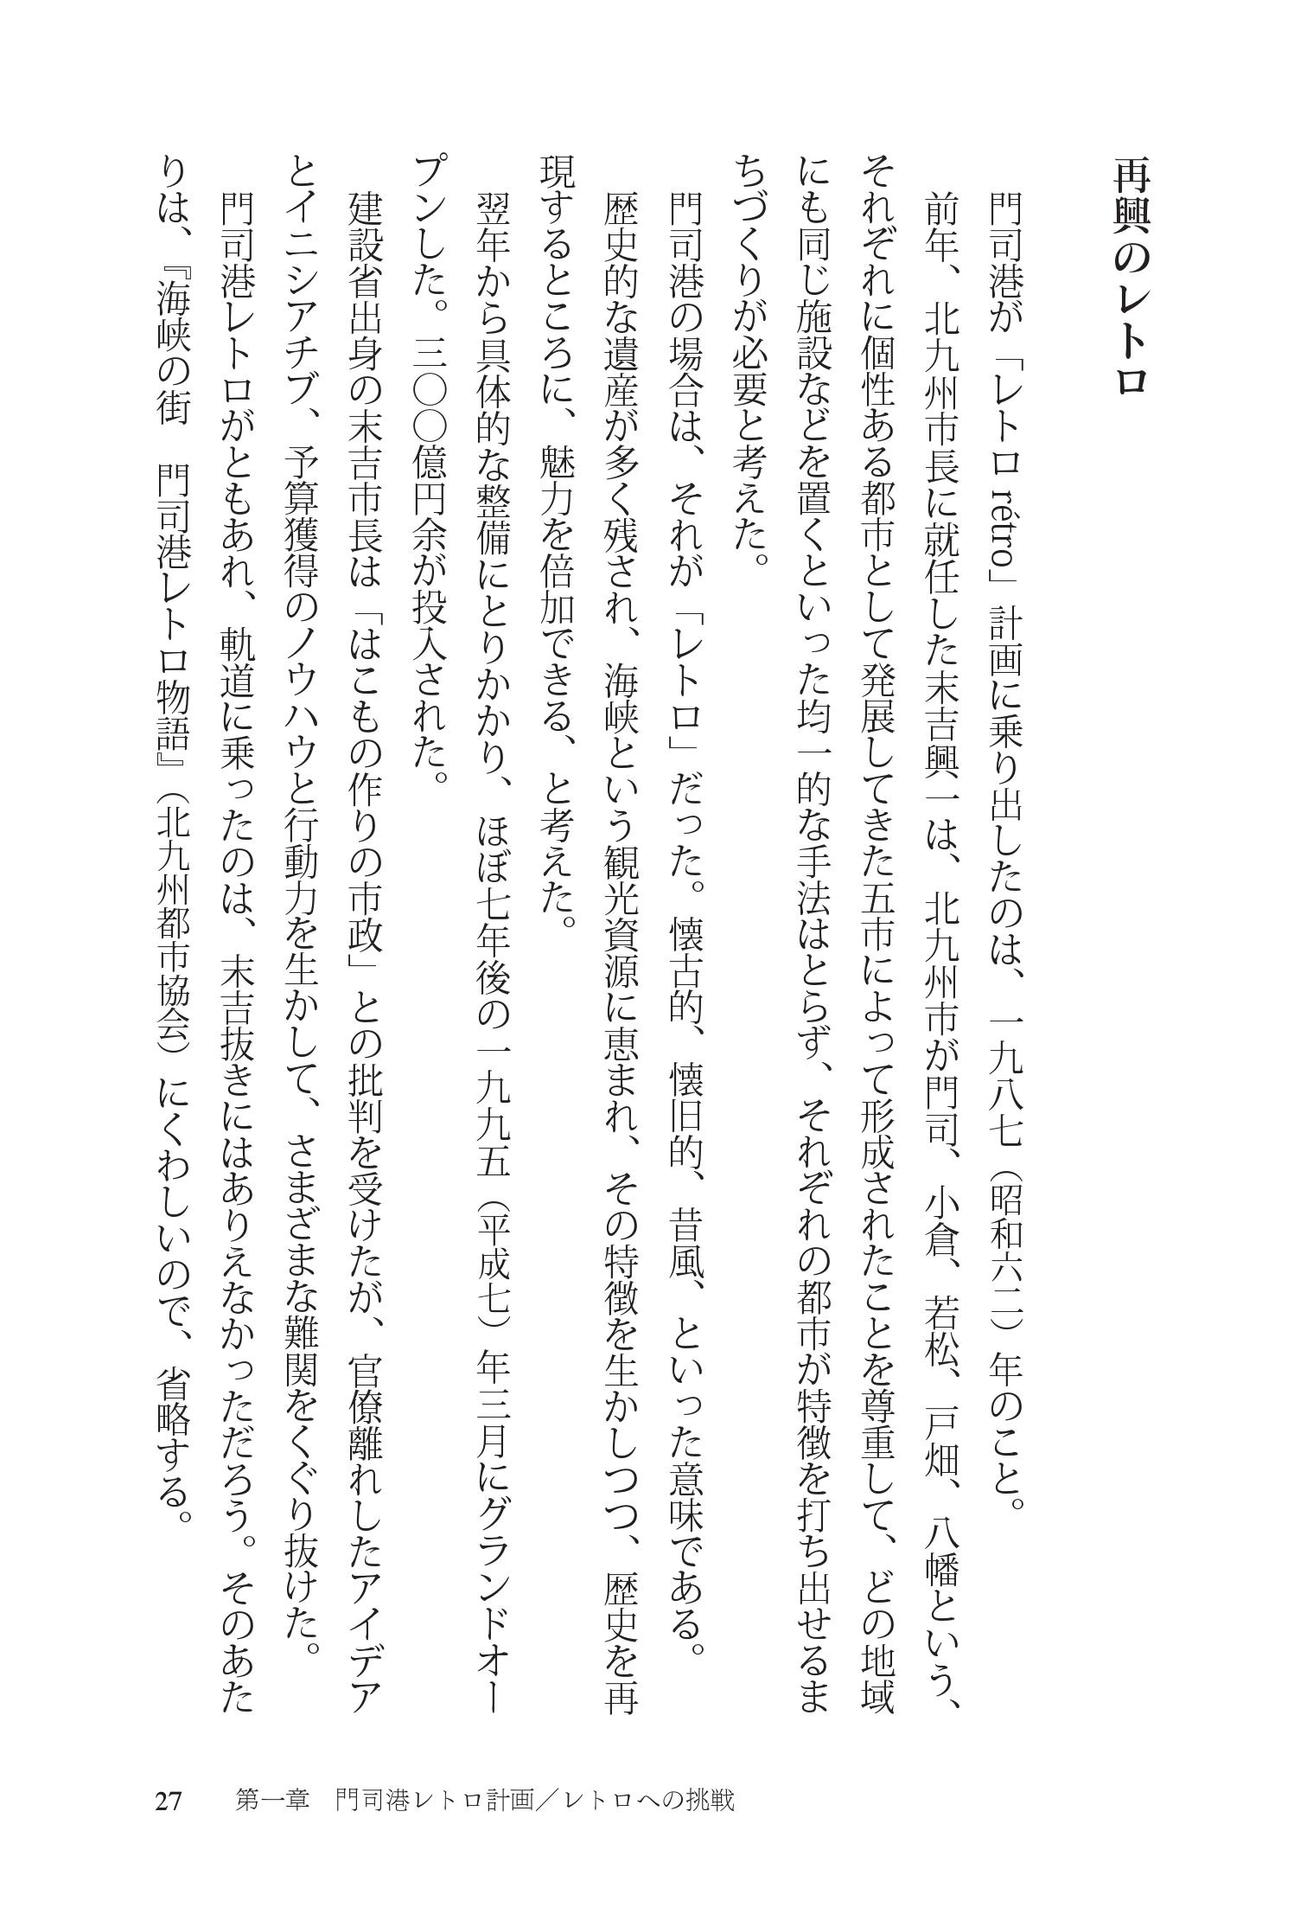 再興のレトロ
門司港が「レトロ rétro」計画に乗り出したのは、一九八七（昭和六二）年のこと。
前年、北九州市長に就任した末吉興一は、北九州市が門司、小倉、若松、戸畑、八幡という、
それぞれに個性ある都市として発展してきた五市によって形成されたことを尊重して、どの地域
にも同じ施設などを置くといった均一的な手法はとらず、それぞれの都市が特徴を打ち出せるま
ちづくりが必要と考えた。
門司港の場合は、それが「レトロ」だった。懐古的、懐旧的、昔風、といった意味である。
歴史的な遺産が多く残され、海峡という観光資源に恵まれ、その特徴を生かしつつ、歴史を再
現するところに、魅力を倍加できる、と考えた。
翌年から具体的な整備にとりかかり、ほぼ七年後の一九九五（平成七）年三月にグランドオー
プンした。三〇〇億円余が投入された。
建設省出身の末吉市長は「はこもの作りの市政」との批判を受けたが、官僚離れしたアイデア
とイニシアチブ、予算獲得のノウハウと行動力を生かして、さまざまな難関をくぐり抜けた。
門司港レトロがともあれ、軌道に乗ったのは、末吉抜きにはありえなかっただろう。そのあた
りは、『海峡の街　門司港レトロ物語』（北九州都市協会）にくわしいので、省略する。
27　第一章　門司港レトロ計画／レトロへの挑戦